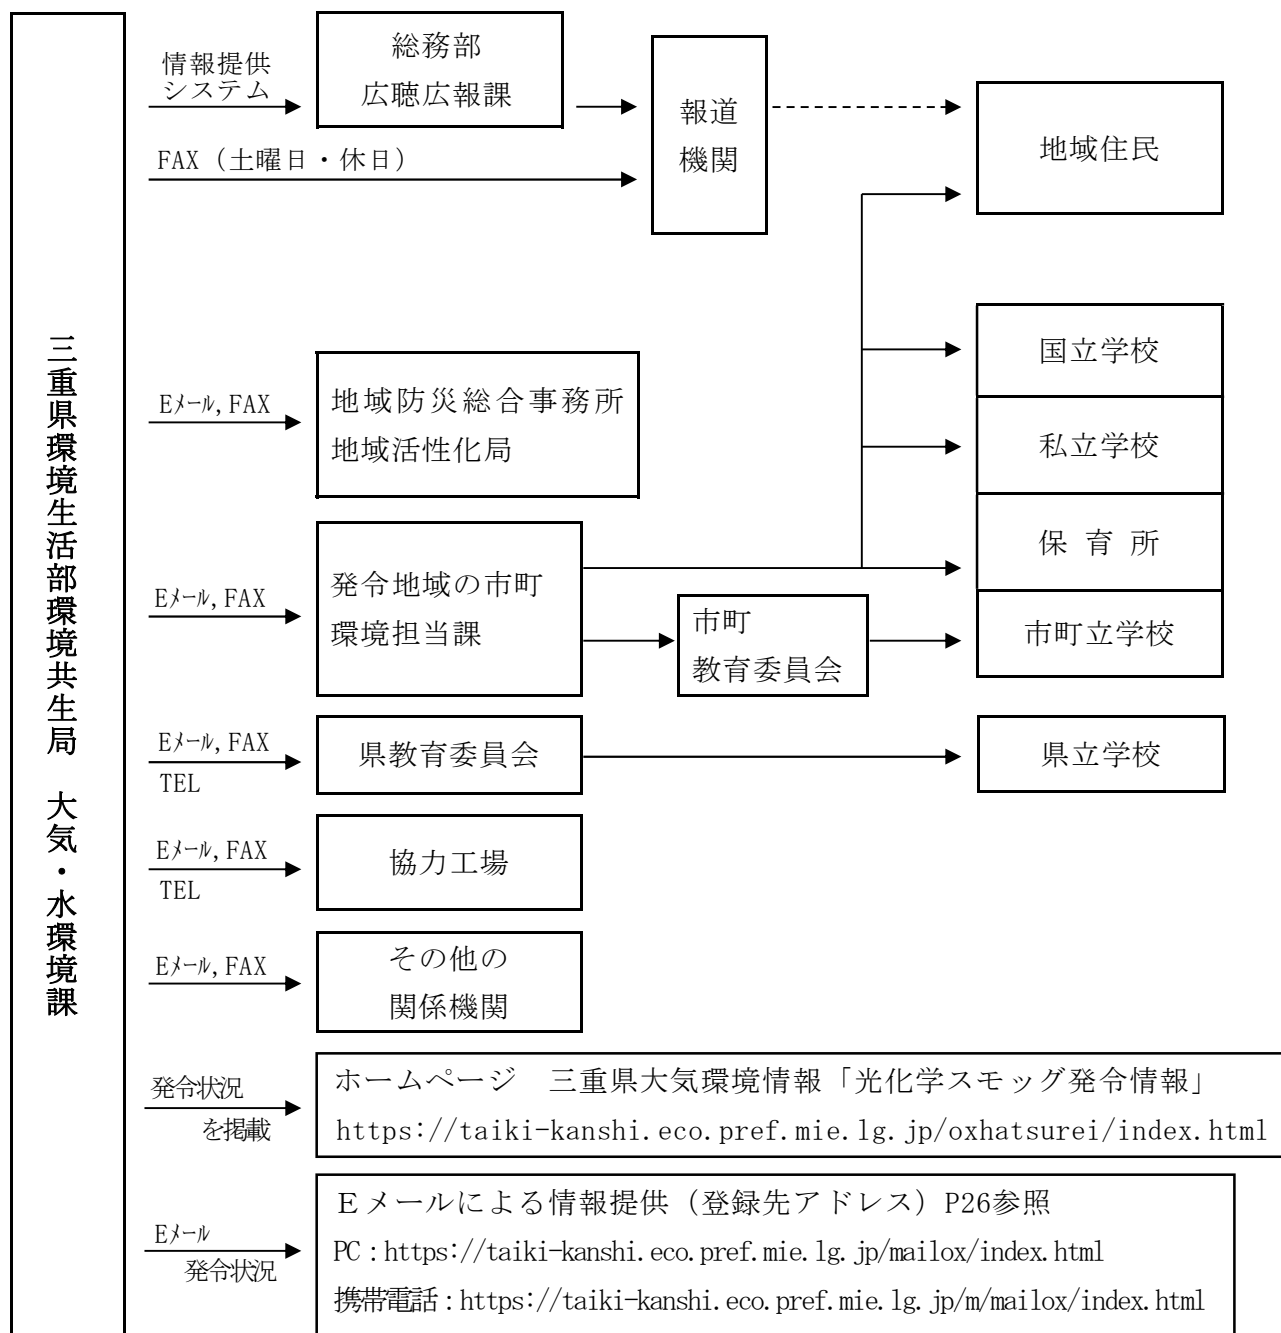 三重県環境生活部環境共生局　大気・水環境課
情報提供
システム
総務部
広聴広報課
FAX（土曜日・休日）
報道
機関
地域住民
Eﾒｰﾙ, FAX
地域防災総合事務所
地域活性化局
国立学校
私立学校
保 育 所
市町立学校
Eﾒｰﾙ, FAX
発令地域の市町
環境担当課
市町
教育委員会
Eﾒｰﾙ, FAX
TEL
県教育委員会
県立学校
Eﾒｰﾙ, FAX
TEL
協力工場
Eﾒｰﾙ, FAX
その他の
関係機関
発令状況
を掲載
ホームページ　三重県大気環境情報「光化学スモッグ発令情報」
https://taiki-kanshi.eco.pref.mie.lg.jp/oxhatsurei/index.html
Eﾒｰﾙ
発令状況
Ｅメールによる情報提供（登録先アドレス）P26参照
PC：https://taiki-kanshi.eco.pref.mie.lg.jp/mailox/index.html
携帯電話：https://taiki-kanshi.eco.pref.mie.lg.jp/m/mailox/index.html